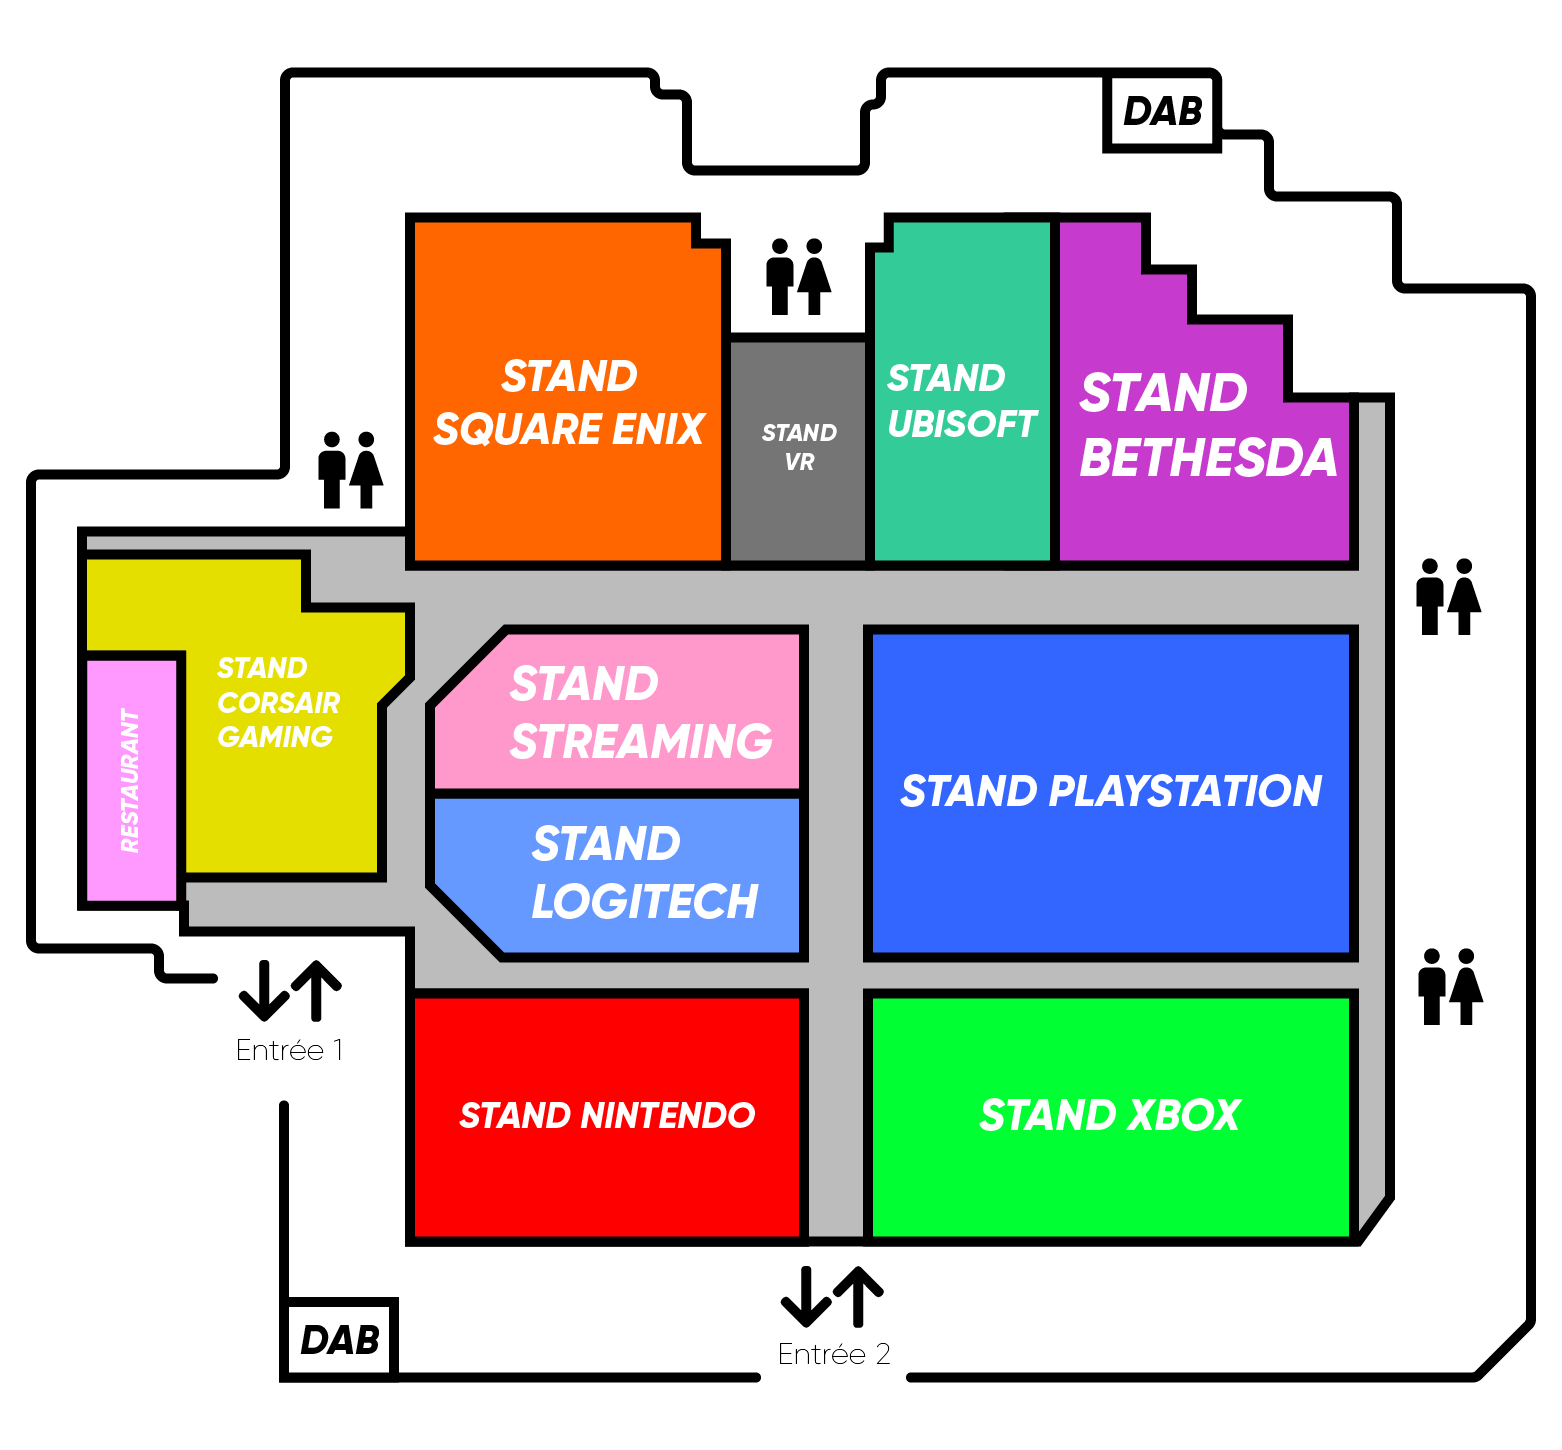 DAB
STAND
SQUARE ENIX
STAND
VR
STAND
UBISOFT
STAND
BETHESDA
STAND
CORSAIR
GAMING
RESTAURANT
STAND
STREAMING
STAND
LOGITECH
STAND PLAYSTATION
Entrée 1
STAND NINTENDO
STAND XBOX
DAB
Entrée 2